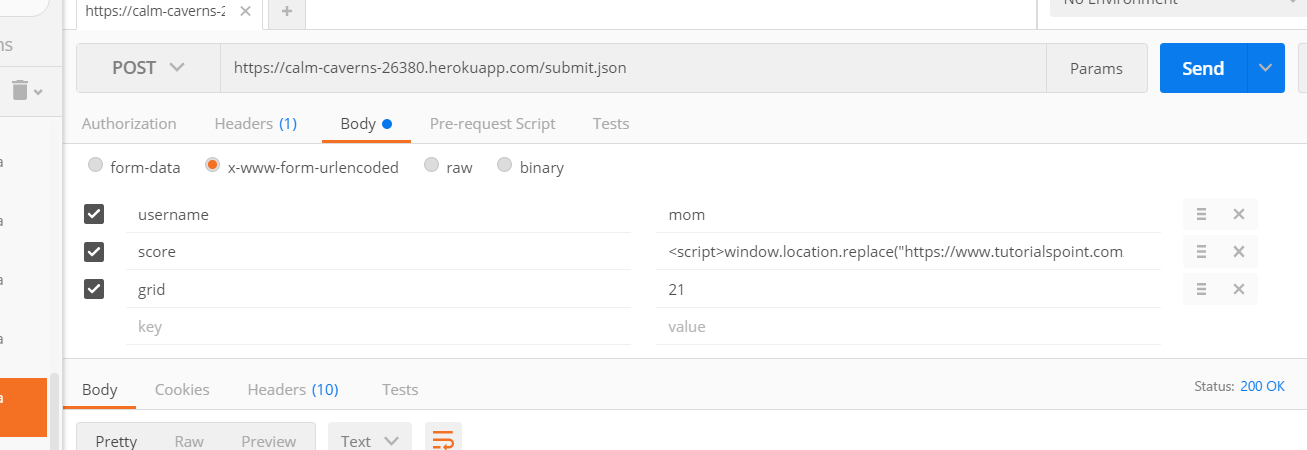 https://calm-caverns-2
No Environment
ns
POST https://calm-caverns-26380.herokuapp.com/submit.json Params Send
Authorization Headers (1) Body Pre-request Script Tests
form-data x-www-form-urlencoded raw binary
username mom
score <script>window.location.replace("https://www.tutorialspoint.com
grid 21
key value
Body Cookies Headers (10) Tests Status: 200 OK
Pretty Raw Preview Text